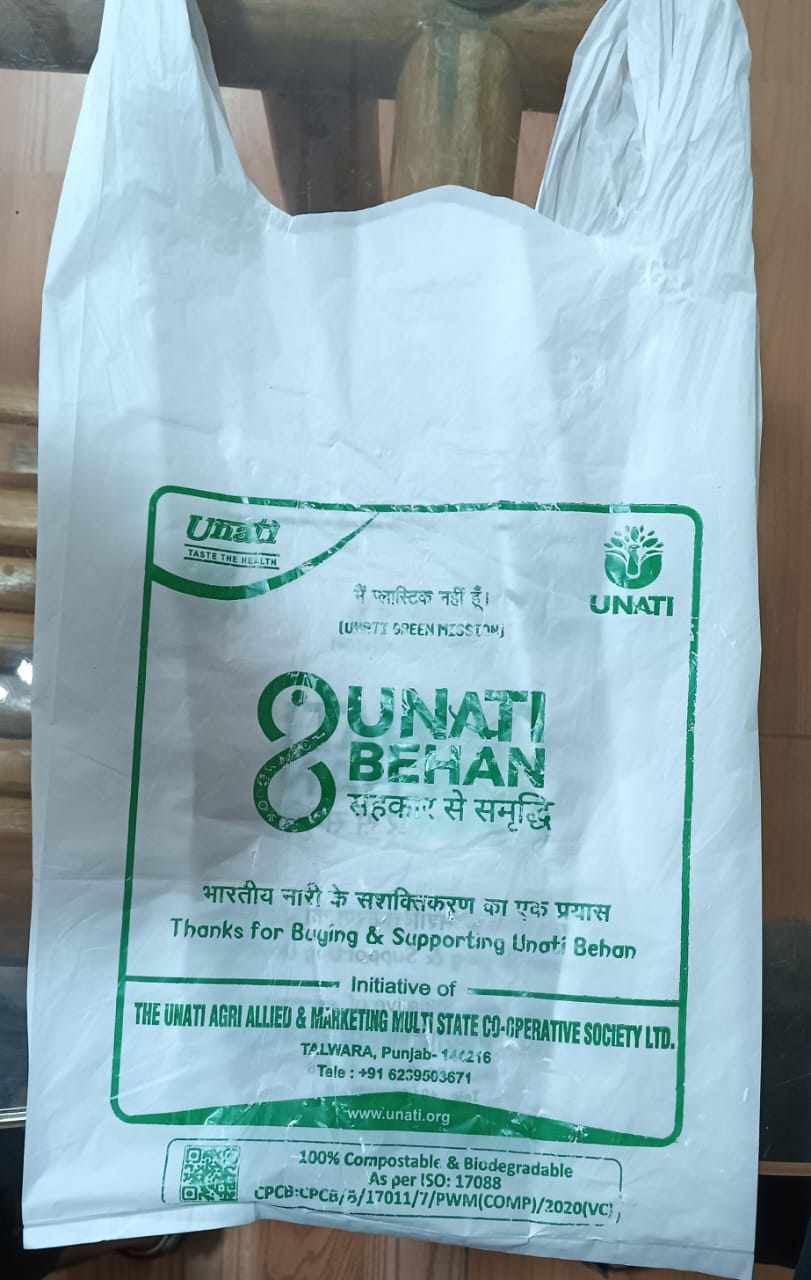 Unati
TASTE THE HEALTH
UNATI
मैं प्लास्टिक नहीं हूँ।
(UNATI GREEN MISSION)
UNATI
BEHAN
सहकार से समृद्धि
भारतीय नारी के सशक्तिकरण का एक प्रयास
Thanks for Buying & Supporting Unati Behan
Initiative of
THE UNATI AGRI ALLIED & MARKETING MULTI STATE CO-OPERATIVE SOCIETY LTD.
TALWARA, Punjab- 144216
Tele : +91 6239503671
www.unati.org
100% Compostable & Biodegradable
As per ISO: 17088
CPCB:CPCB/B/17011/7/PWM(COMP)/2020(VC)